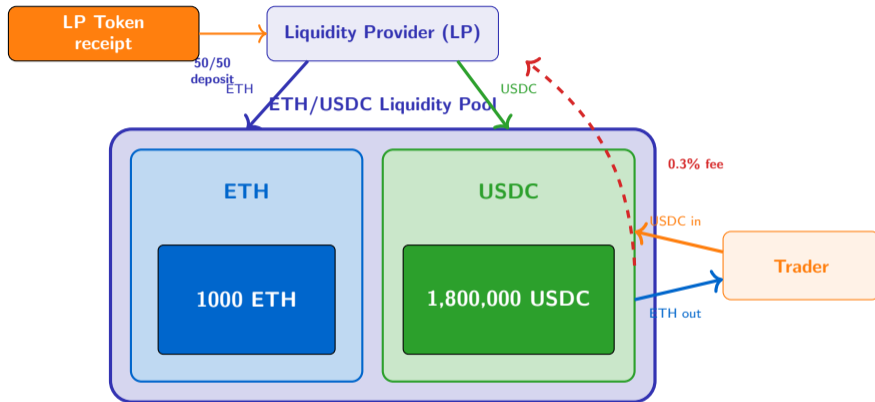 LP Token
receipt
Liquidity Provider (LP)
50/50
deposit
ETH
USDC
ETH/USDC Liquidity Pool
0.3% fee
ETH
USDC
USDC in
Trader
1000 ETH
1,800,000 USDC
ETH out